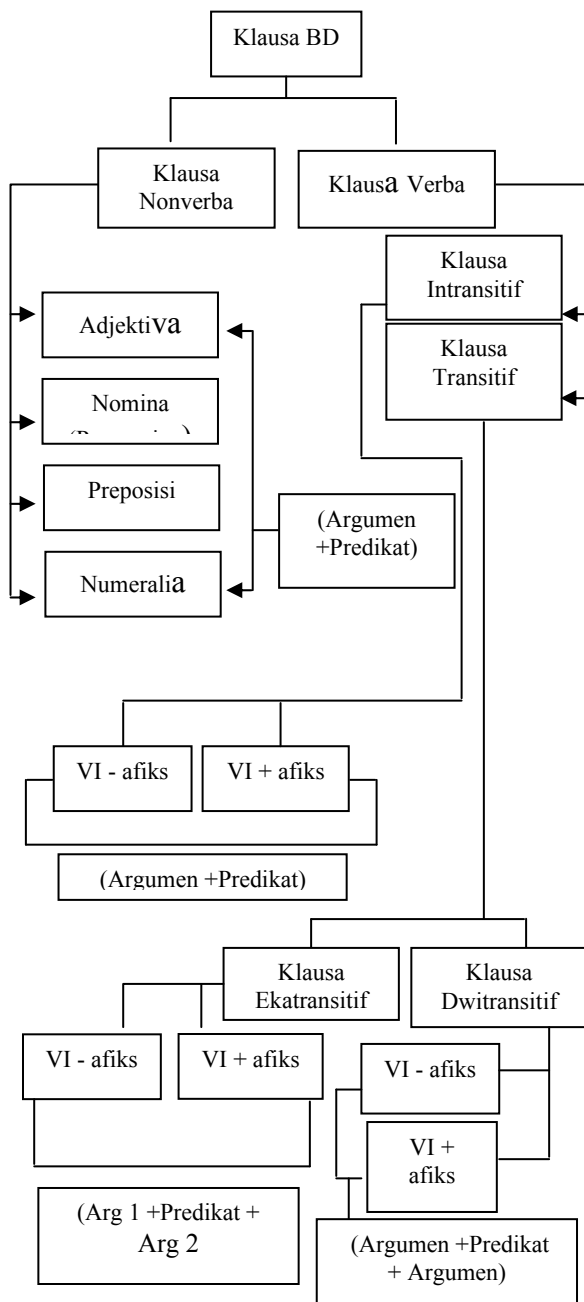 Klausa BD
Klausa
Nonverba
Klausa Verba
Klausa
Intransitif
Klausa
Transitif
Adjektiva
Nomina
Preposisi
Numeralia
(Argumen
+Predikat)
VI - afiks
VI + afiks
(Argumen +Predikat)
Klausa
Ekatransitif
Klausa
Dwitransitif
VI - afiks
VI + afiks
VI - afiks
VI +
afiks
(Arg 1 +Predikat +
Arg 2
(Argumen +Predikat
+ Argumen)